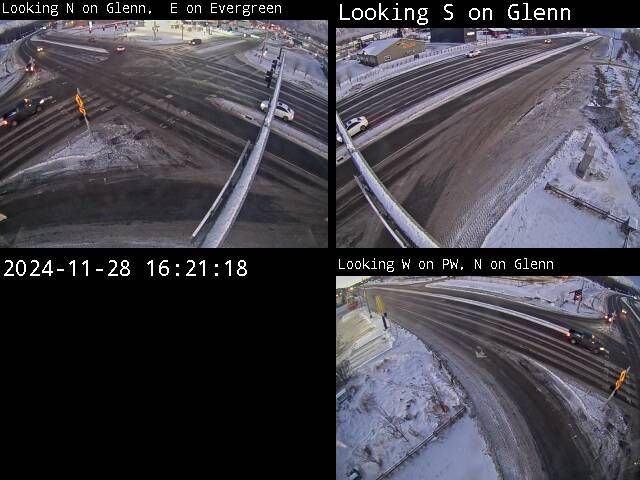 Looking N on Glenn, E on Evergreen
Looking S on Glenn
2024-11-28 16:21:18
Looking W on PW, N on Glenn